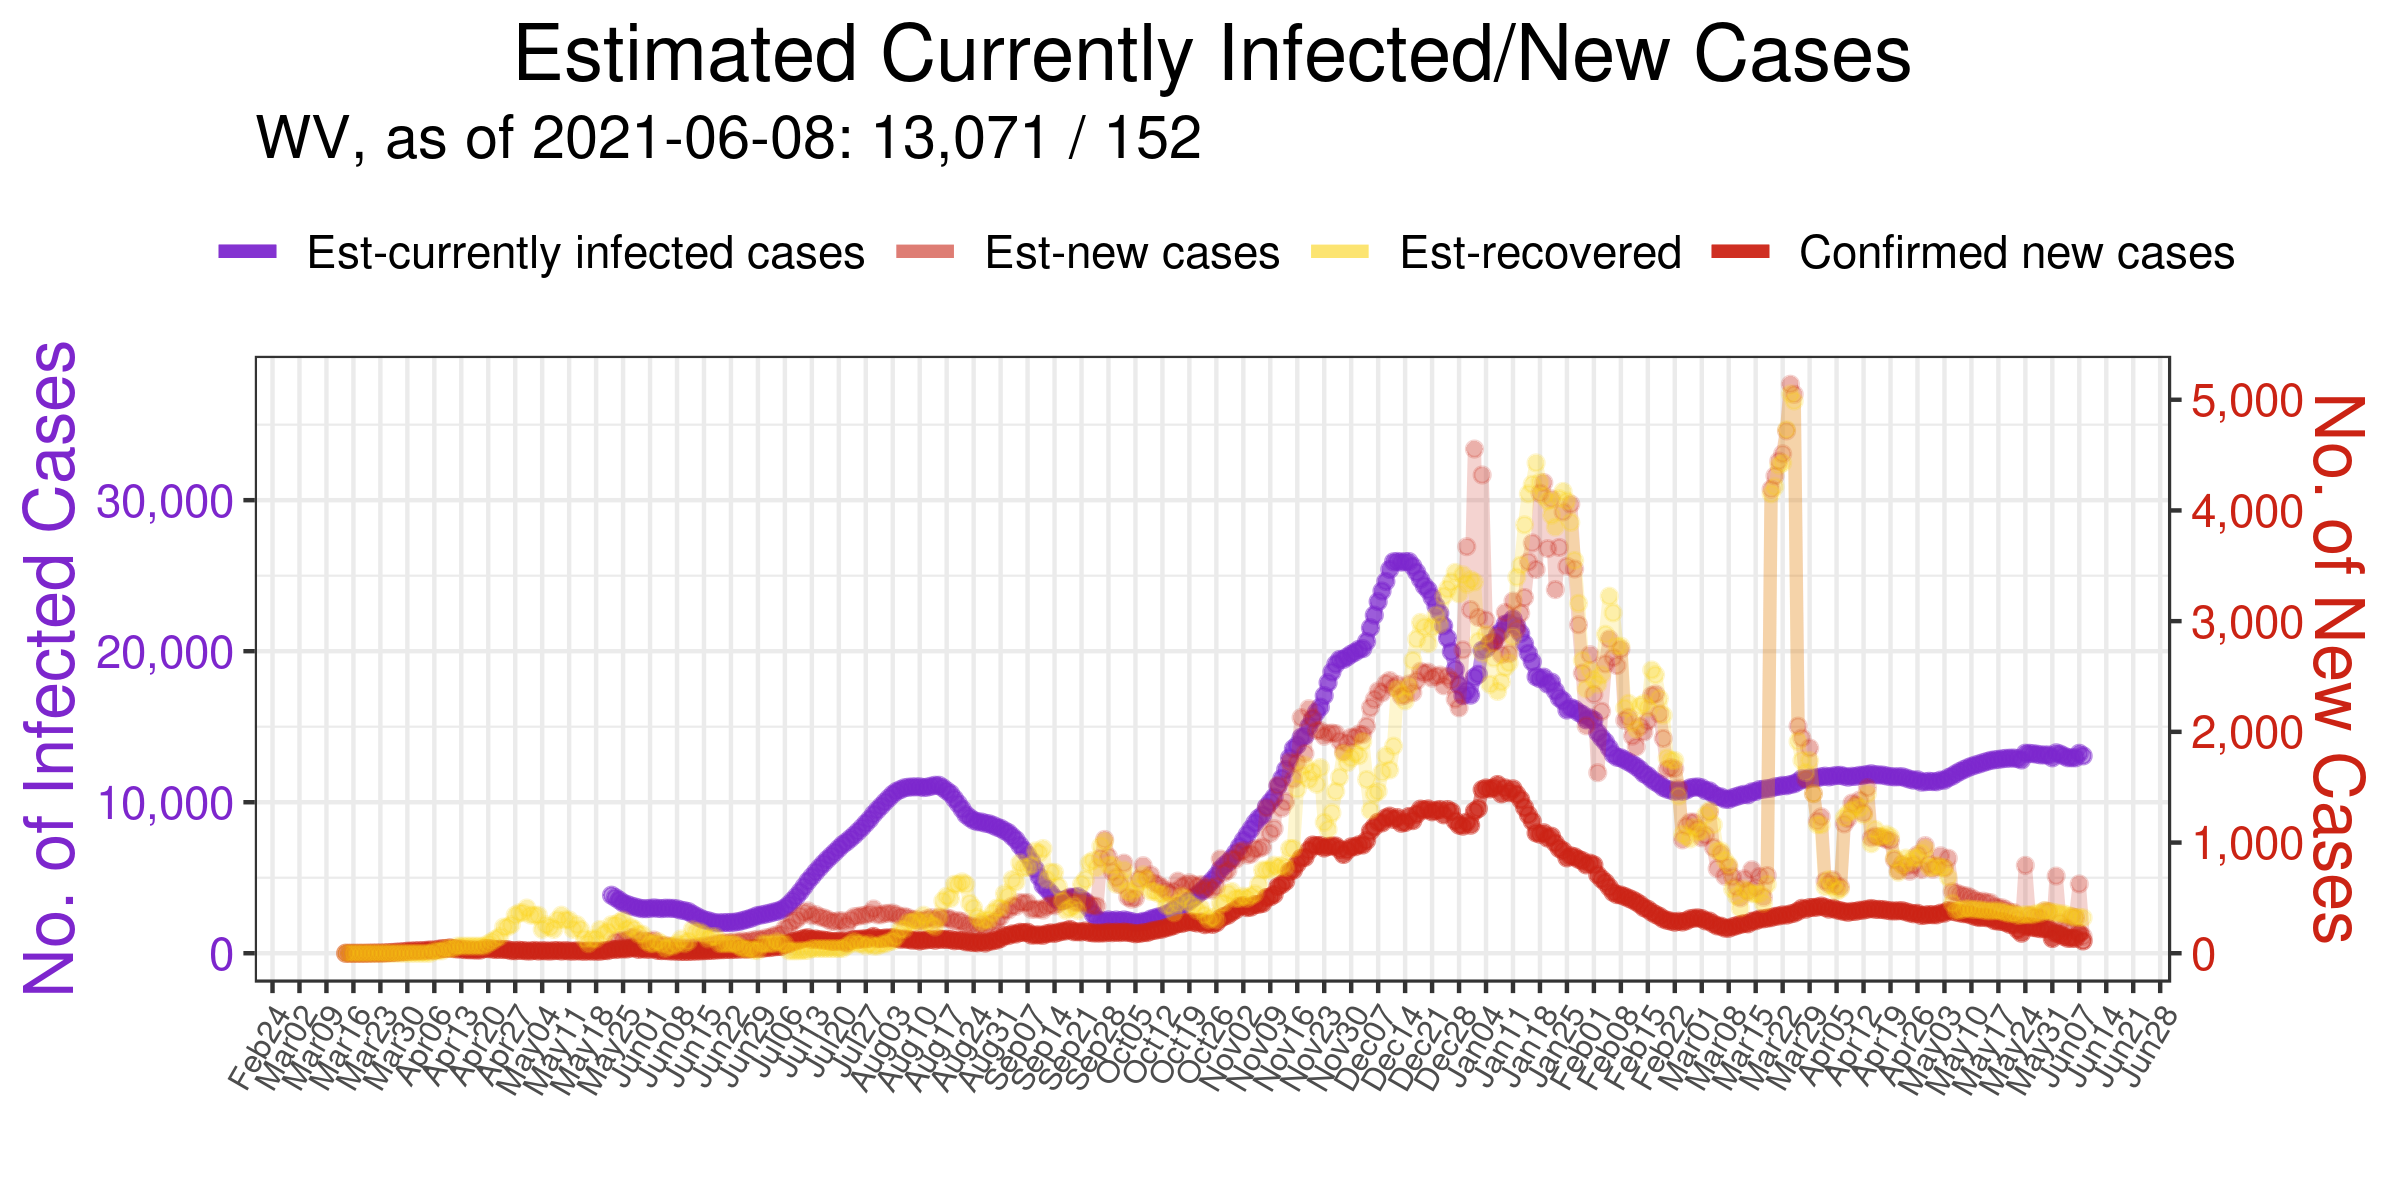 Estimated Currently Infected/New Cases
WV, as of 2021-06-08: 13,071 / 152
Est-currently infected cases Est-new cases Est-recovered Confirmed new cases
No. of Infected Cases
30,000
20,000
10,000
0
5,000
4,000
3,000
2,000
1,000
0
No. of New Cases
Feb24 Mar02 Mar09 Mar16 Mar23 Mar30 Apr06 Apr13 Apr20 Apr27 May04 May11 May18 May25 Jun01 Jun08 Jun15 Jun22 Jun29 Jul06 Jul13 Jul20 Jul27 Aug03 Aug10 Aug17 Aug24 Aug31 Sep07 Sep14 Sep21 Sep28 Oct05 Oct12 Oct19 Oct26 Nov02 Nov09 Nov16 Nov23 Nov30 Dec07 Dec14 Dec21 Dec28 Jan04 Jan11 Jan18 Jan25 Feb01 Feb08 Feb15 Feb22 Mar01 Mar08 Mar15 Mar22 Mar29 Apr05 Apr12 Apr19 Apr26 May03 May10 May17 May24 May31 Jun07 Jun14 Jun21 Jun28